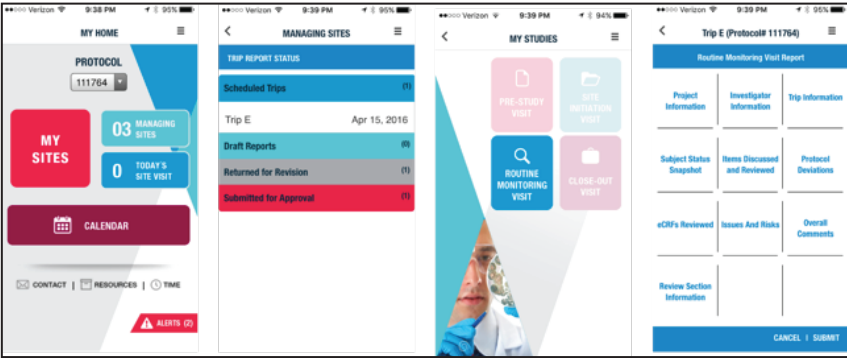 Verizon 9:38 PM 95%
MY HOME
PROTOCOL
111764
MY
SITES
03 MANAGING
SITES
0 TODAY'S
SITE VISIT
CALENDAR
CONTACT | RESOURCES | TIME
ALERTS (2)
Verizon 9:39 PM 95%
MANAGING SITES
TRIP REPORT STATUS
Scheduled Trips (1)
Trip E Apr 15, 2016
Draft Reports (0)
Returned for Revision (1)
Submitted for Approval (1)
Verizon 9:39 PM 94%
MY STUDIES
PRE-STUDY
VISIT
SITE
INITIATION
VISIT
ROUTINE
MONITORING
VISIT
CLOSE-OUT
VISIT
Verizon 9:39 PM 95%
Trip E (Protocol# 111764)
Routine Monitoring Visit Report
Project
Information
Investigator
Information
Trip Information
Subject Status
Snapshot
Items Discussed
and Reviewed
Protocol
Deviations
eCRFs Reviewed
Issues And Risks
Overall
Comments
Review Section
Information
CANCEL | SUBMIT